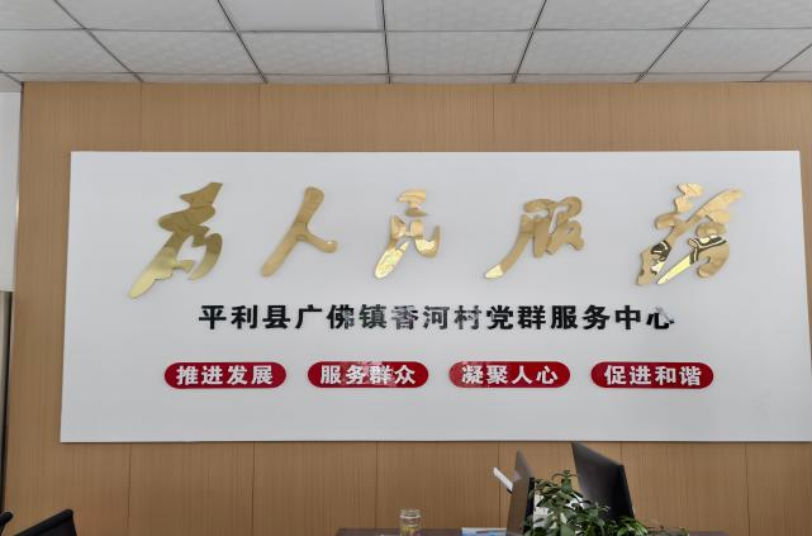 为人民服务
平利县广佛镇香河村党群服务中心
推进发展 服务群众 凝聚人心 促进和谐